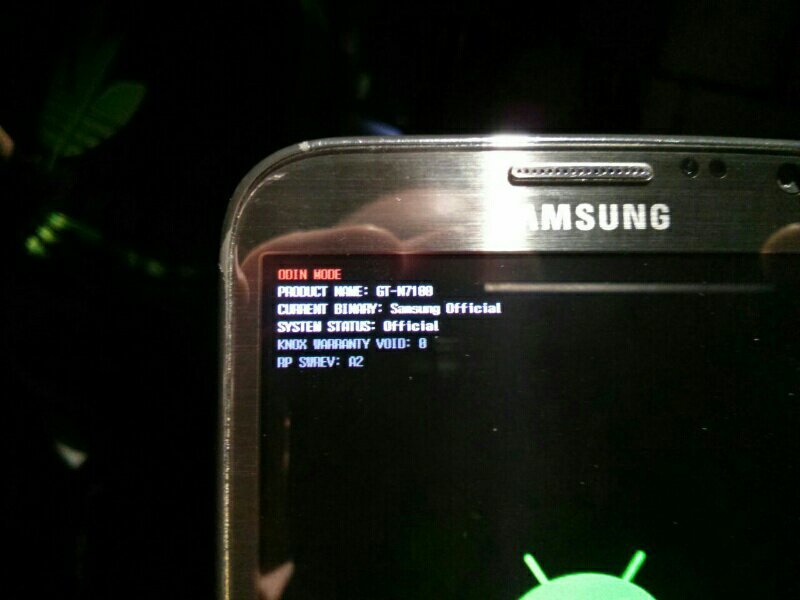 SAMSUNG
ODIN MODE
PRODUCT NAME: GT-N7100
CURRENT BINARY: Samsung Official
SYSTEM STATUS: Official
KNOX WARRANTY VOID: 0
RP SWREV: A2